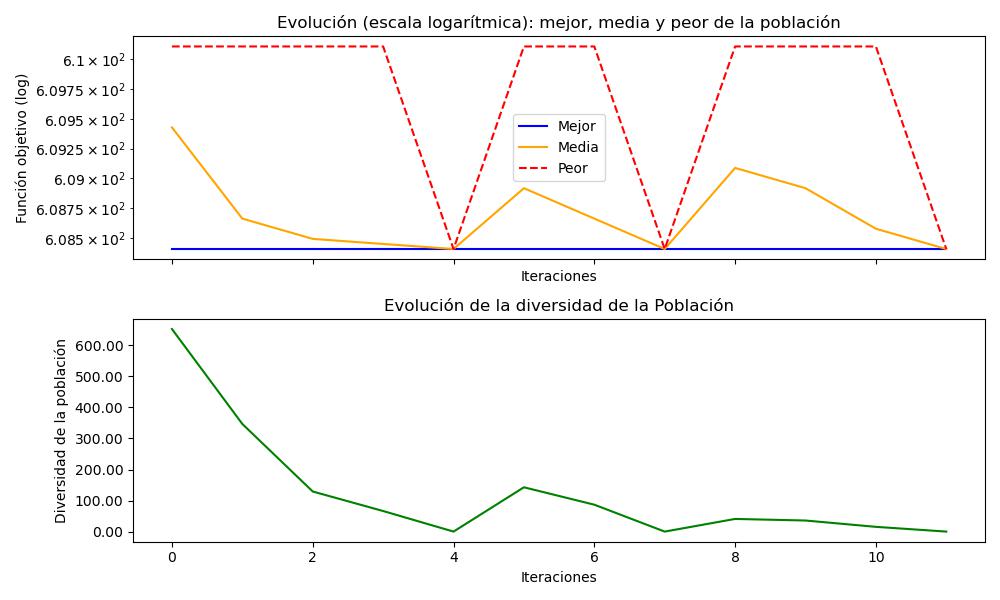 Evolución (escala logarítmica): mejor, media y peor de la población
Función objetivo (log)
6.1 × 10²
6.0975 × 10²
6.095 × 10²
6.0925 × 10²
6.09 × 10²
6.0875 × 10²
6.085 × 10²
Mejor
Media
Peor
Iteraciones
Evolución de la diversidad de la Población
Diversidad de la población
600.00
500.00
400.00
300.00
200.00
100.00
0.00
0 2 4 6 8 10
Iteraciones